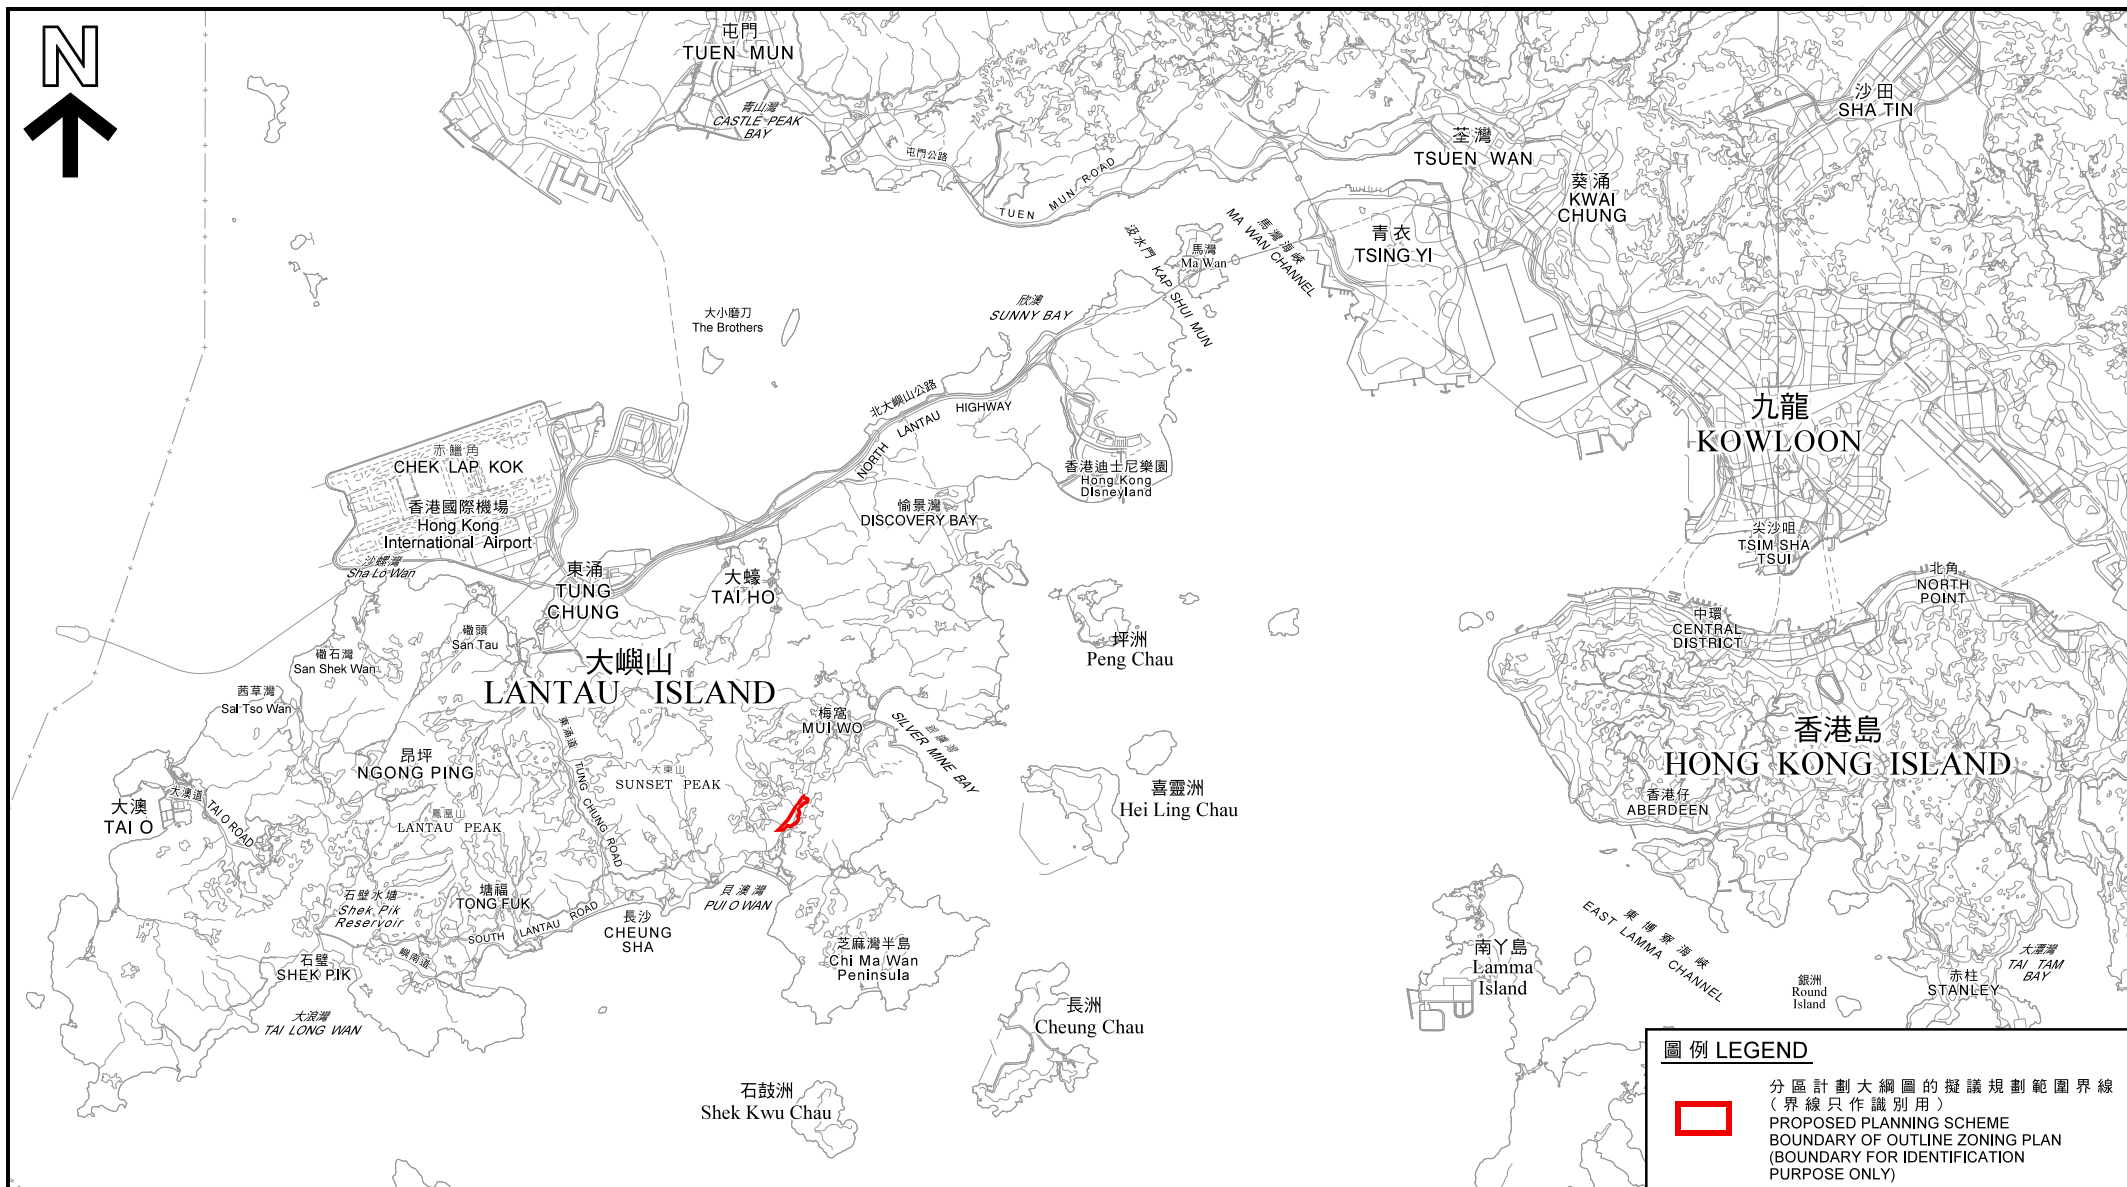 N
屯門
TUEN MUN
青山灣
CASTLE PEAK
BAY
屯門公路
TUEN MUN ROAD
沙田
SHA TIN
荃灣
TSUEN WAN
葵涌
KWAI
CHUNG
青衣
TSING YI
馬灣
Ma Wan
馬灣海峽
MA WAN CHANNEL
汲水門 KAP SHUI MUN
欣澳
SUNNY BAY
大小磨刀
The Brothers
北大嶼山公路
NORTH LANTAU HIGHWAY
九龍
KOWLOON
赤鱲角
CHEK LAP KOK
香港國際機場
Hong Kong
International Airport
沙螺灣
Sha Lo Wan
香港迪士尼樂園
Hong Kong
Disneyland
愉景灣
DISCOVERY BAY
尖沙咀
TSIM SHA
TSUI
東涌
TUNG
CHUNG
大蠔
TAI HO
北角
NORTH
POINT
中環
CENTRAL
DISTRICT
坪洲
Peng Chau
䃟頭
San Tau
䃟石灣
San Shek Wan
大嶼山
LANTAU ISLAND
茜草灣
Sai Tso Wan
梅窩
MUI WO
銀礦灣
SILVER MINE BAY
東涌道
TUNG CHUNG ROAD
昂坪
NGONG PING
大東山
SUNSET PEAK
香港島
HONG KONG ISLAND
喜靈洲
Hei Ling Chau
香港仔
ABERDEEN
大澳
TAI O
大澳道
TAI O ROAD
鳳凰山
LANTAU PEAK
石壁水塘
Shek Pik
Reservoir
塘福
TONG FUK
貝澳灣
PUI O WAN
長沙
CHEUNG
SHA
SOUTH LANTAU ROAD
嶼南道
芝麻灣半島
Chi Ma Wan
Peninsula
石壁
SHEK PIK
大浪灣
TAI LONG WAN
南丫島
Lamma
Island
東博寮海峽
EAST LAMMA CHANNEL
大潭灣
TAI TAM
BAY
赤柱
STANLEY
銀洲
Round
Island
長洲
Cheung Chau
石鼓洲
Shek Kwu Chau
圖例 LEGEND
分區計劃大綱圖的擬議規劃範圍界線
(界線只作識別用)
PROPOSED PLANNING SCHEME
BOUNDARY OF OUTLINE ZONING PLAN
(BOUNDARY FOR IDENTIFICATION
PURPOSE ONLY)